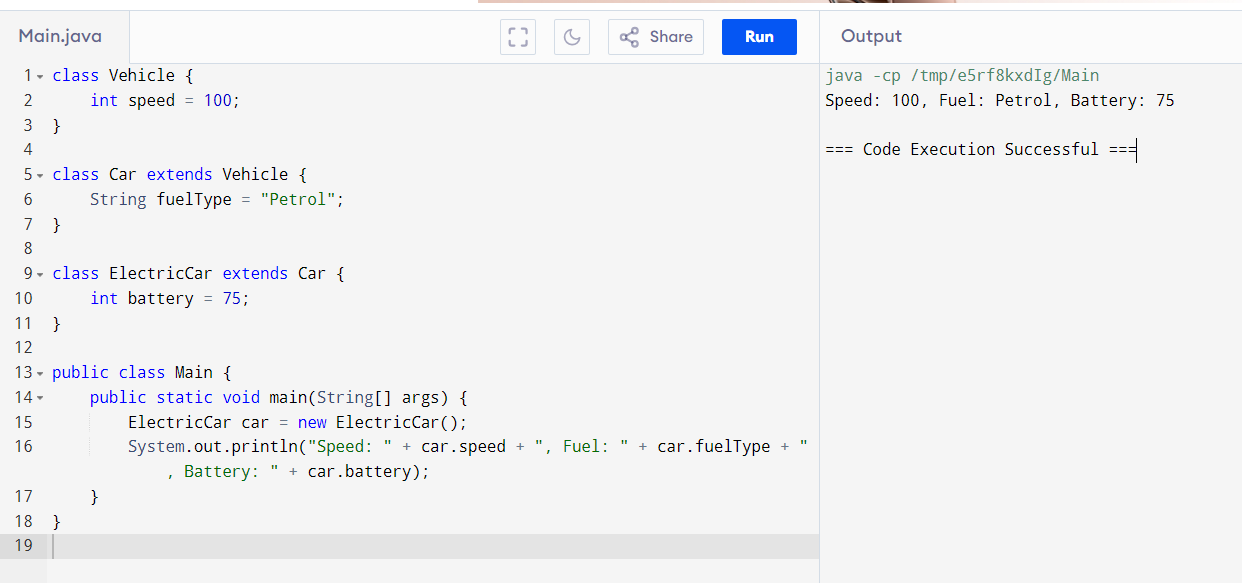 Main.java
Share
Run
Output
1 class Vehicle {
2     int speed = 100;
3 }
4
5 class Car extends Vehicle {
6     String fuelType = "Petrol";
7 }
8
9 class ElectricCar extends Car {
10     int battery = 75;
11 }
12
13 public class Main {
14     public static void main(String[] args) {
15         ElectricCar car = new ElectricCar();
16         System.out.println("Speed: " + car.speed + ", Fuel: " + car.fuelType + "
, Battery: " + car.battery);
17     }
18 }
19
java -cp /tmp/e5rf8kxdIg/Main
Speed: 100, Fuel: Petrol, Battery: 75
=== Code Execution Successful ===